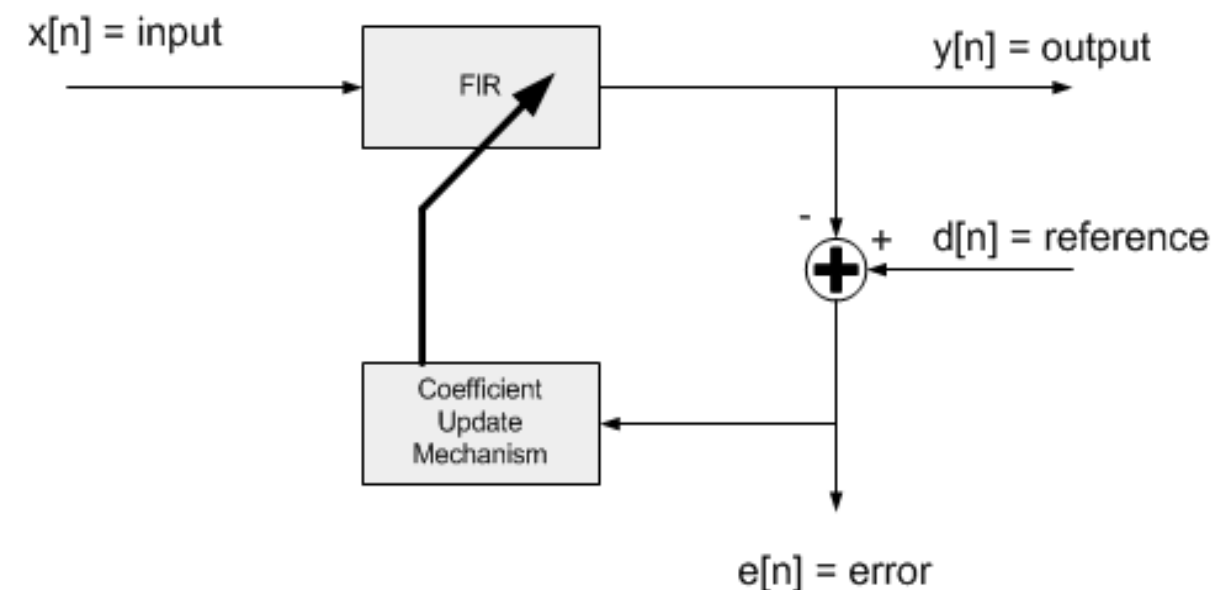 x[n] = input
FIR
y[n] = output
-
+
d[n] = reference
Coefficient
Update
Mechanism
e[n] = error